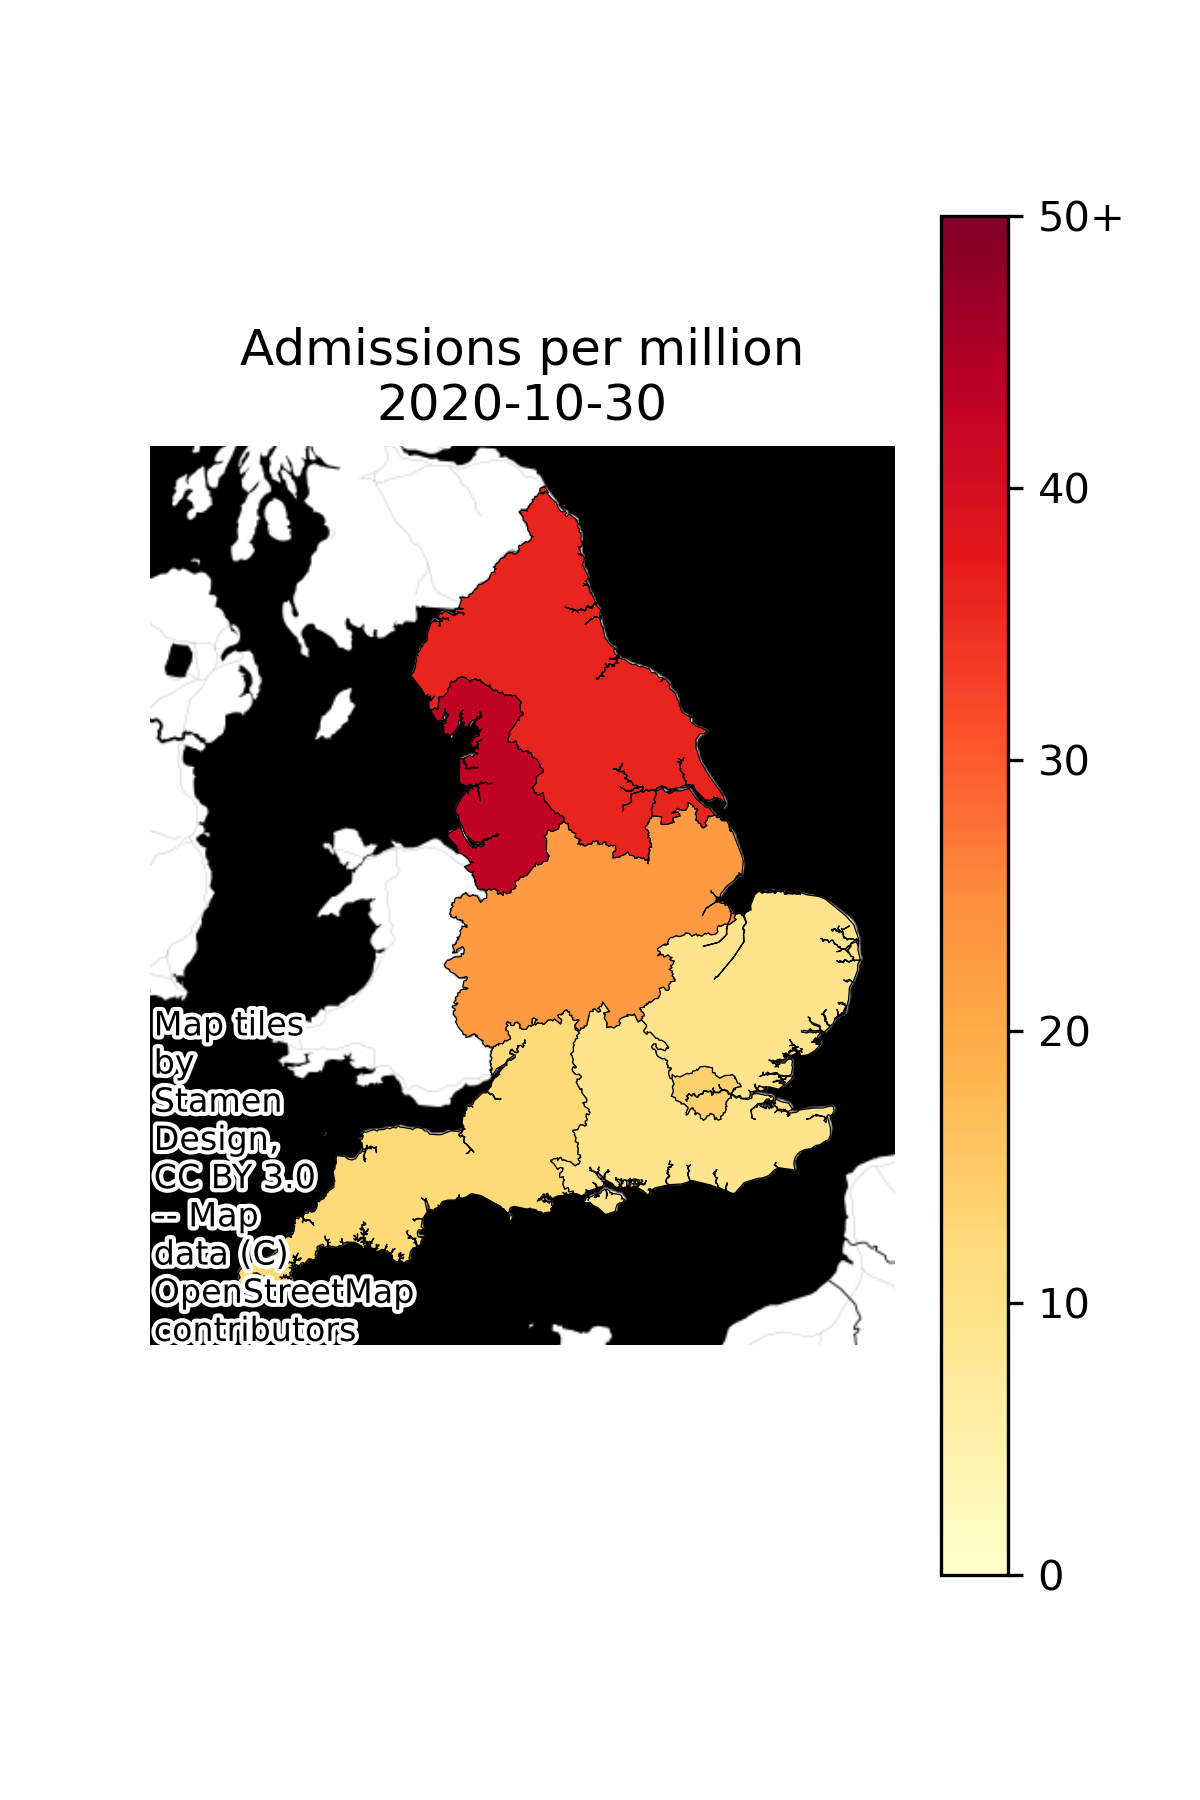 Admissions per million
2020-10-30
50+
40
30
20
10
0
Map tiles
by
Stamen
Design,
CC BY 3.0
-- Map
data (C)
OpenStreetMap
contributors